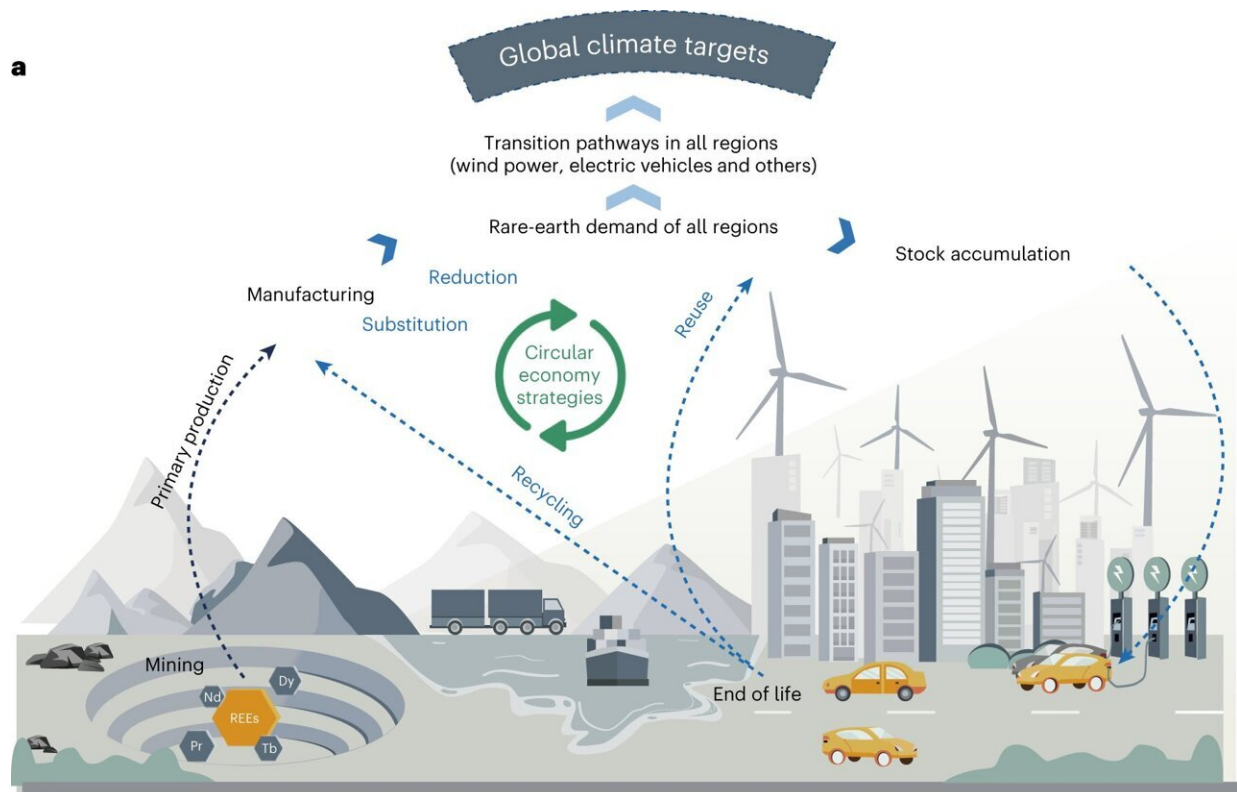 a
Global climate targets
Transition pathways in all regions
(wind power, electric vehicles and others)
Rare-earth demand of all regions
Stock accumulation
Reduction
Manufacturing
Substitution
Reuse
Circular
economy
strategies
Primary production
Recycling
Mining
End of life
Dy
Nd
REEs
Pr
Tb